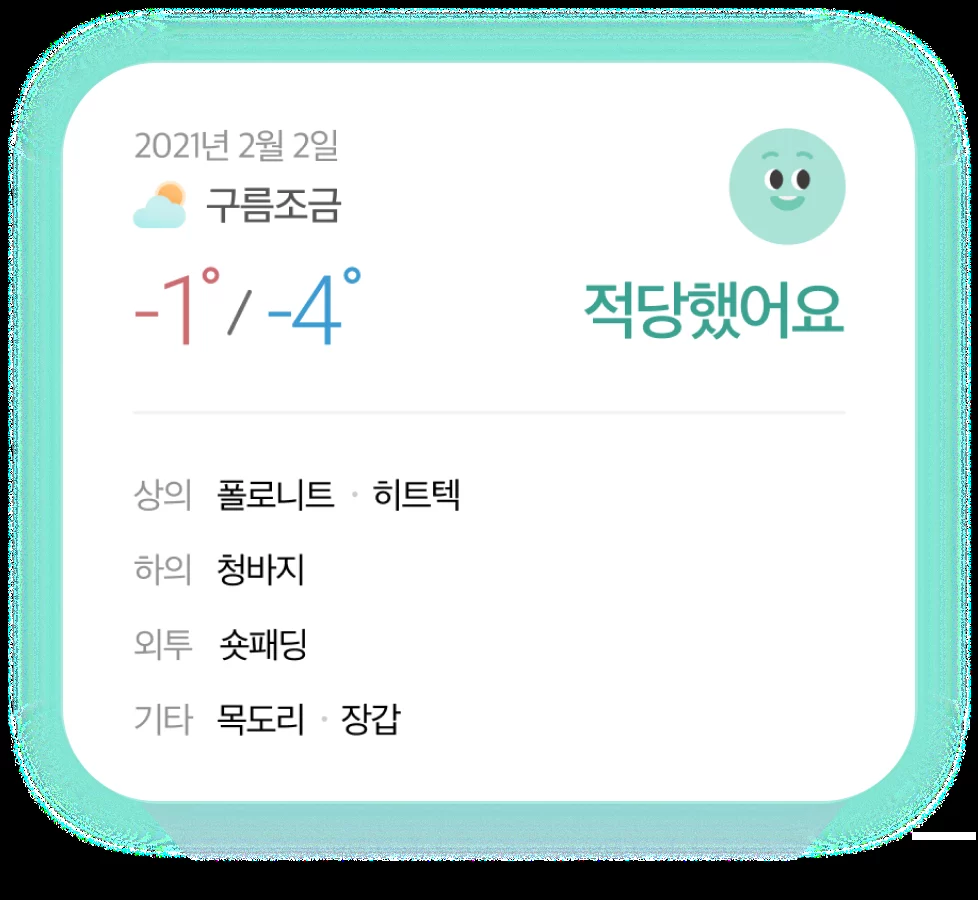 2021년 2월 2일
구름조금
-1° / -4°
적당했어요
상의 폴로니트 · 히트텍
하의 청바지
외투 숏패딩
기타 목도리 · 장갑